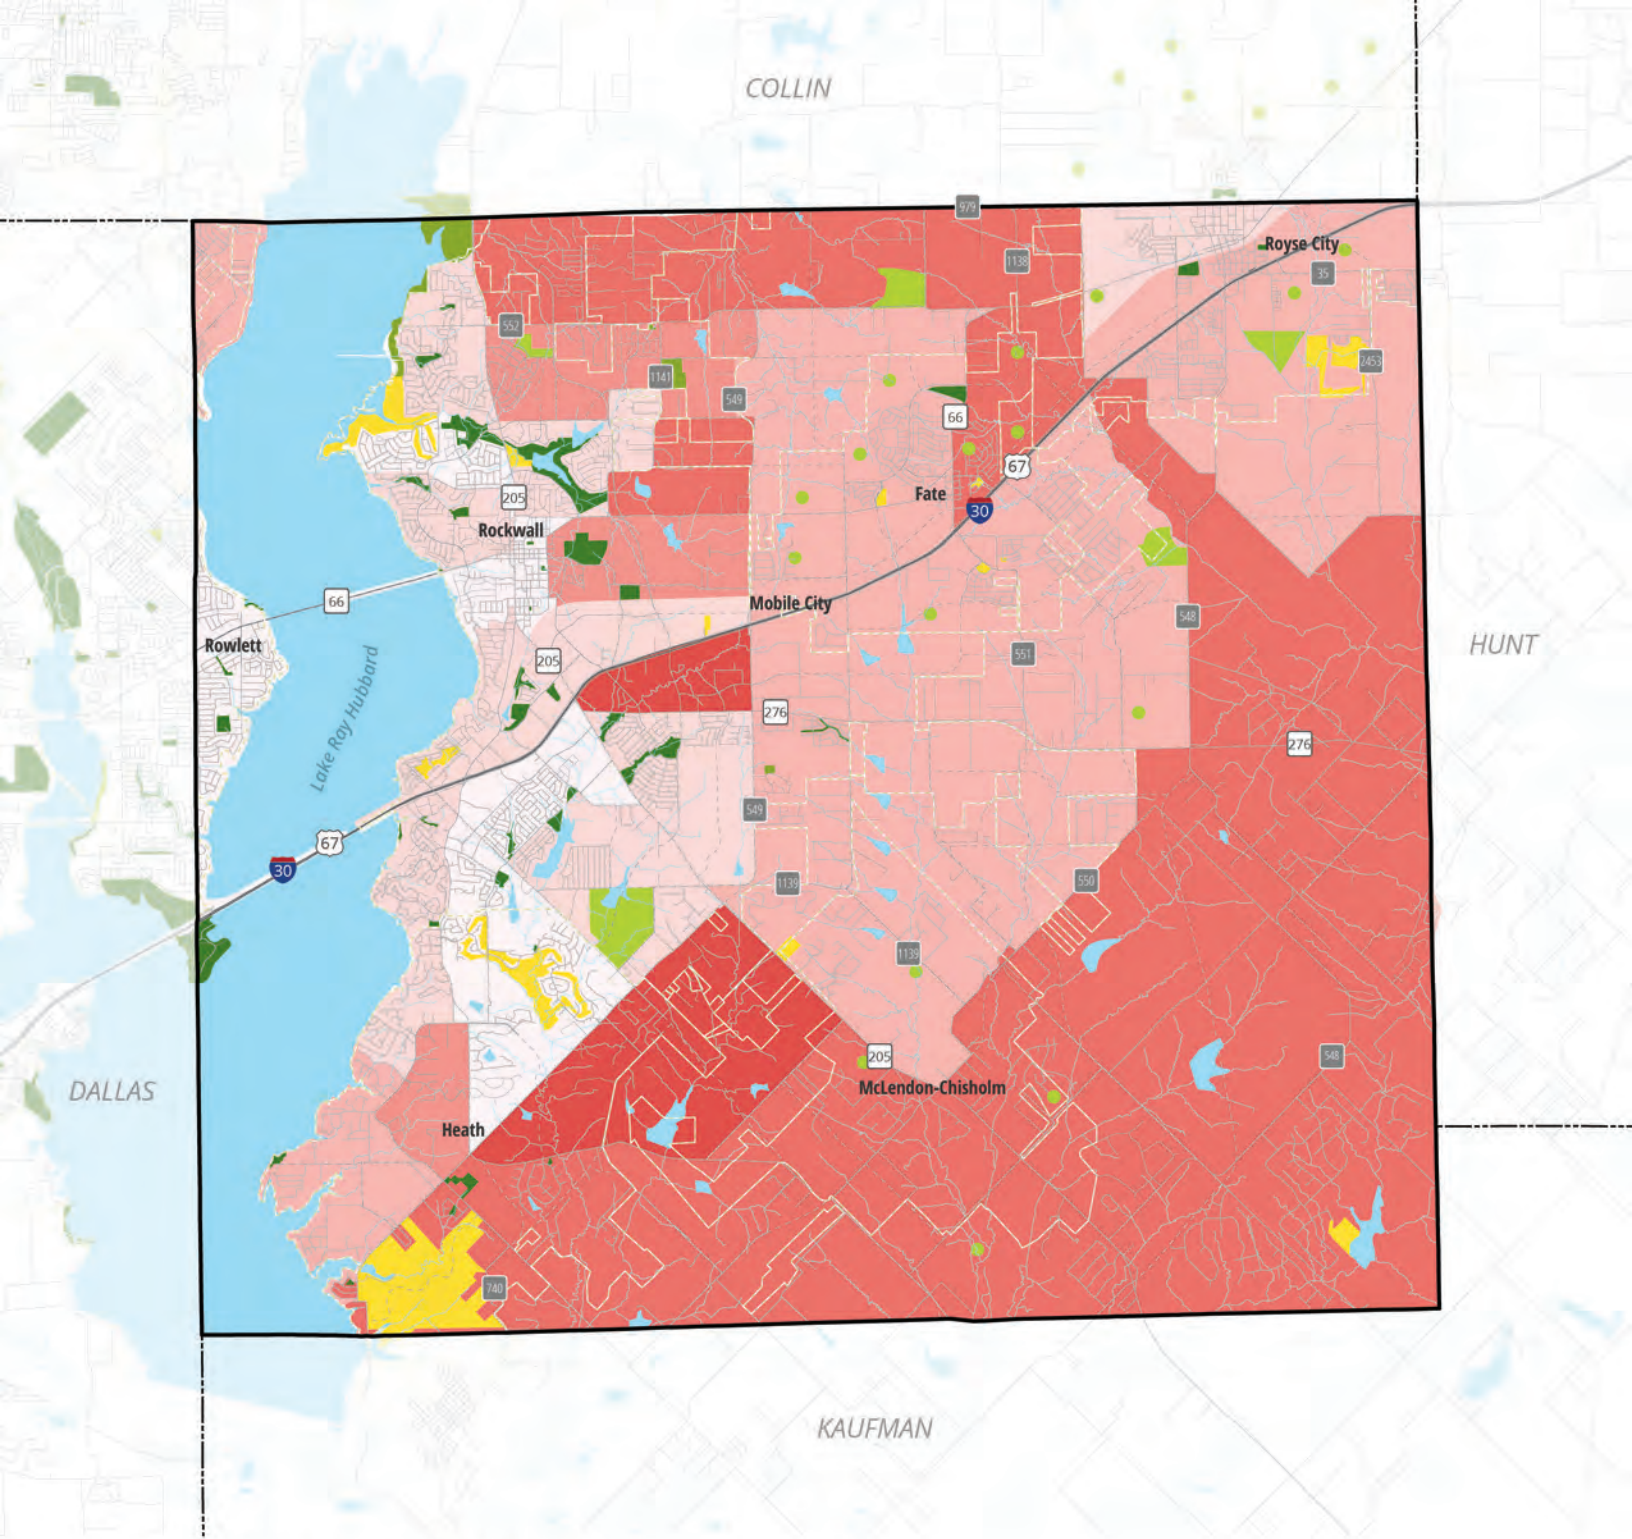 COLLIN
979
Royse City
1138
35
552
2453
1141
549
66
67
205
Fate
30
Rockwall
66
Mobile City
548
Rowlett
HUNT
205
551
Lake Ray Hubbard
276
276
549
67
30
1139
550
1139
205
548
DALLAS
McLendon-Chisholm
Heath
740
KAUFMAN